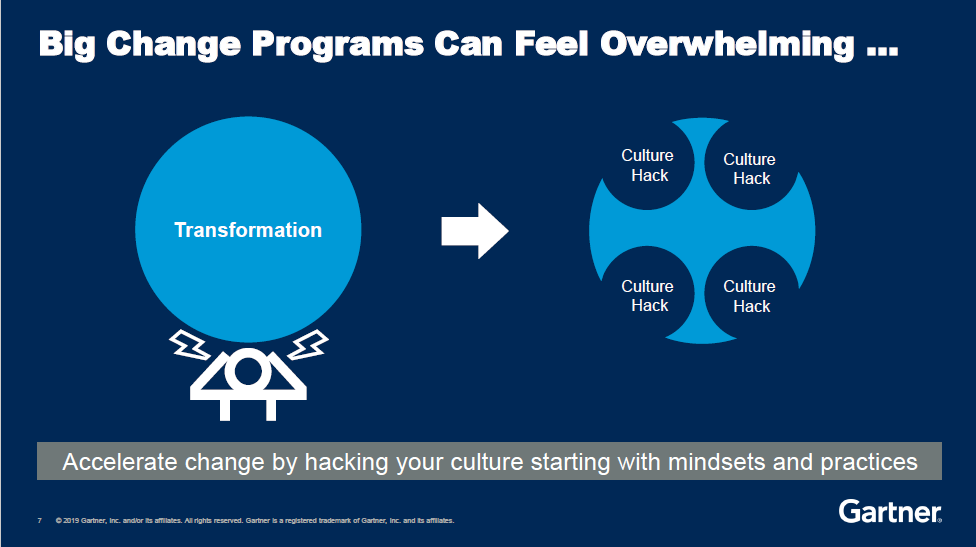 Big Change Programs Can Feel Overwhelming ...
Transformation
Culture
Hack
Culture
Hack
Culture
Hack
Culture
Hack
Accelerate change by hacking your culture starting with mindsets and practices
7 © 2019 Gartner, Inc. and/or its affiliates. All rights reserved. Gartner is a registered trademark of Gartner, Inc. and its affiliates.
Gartner®